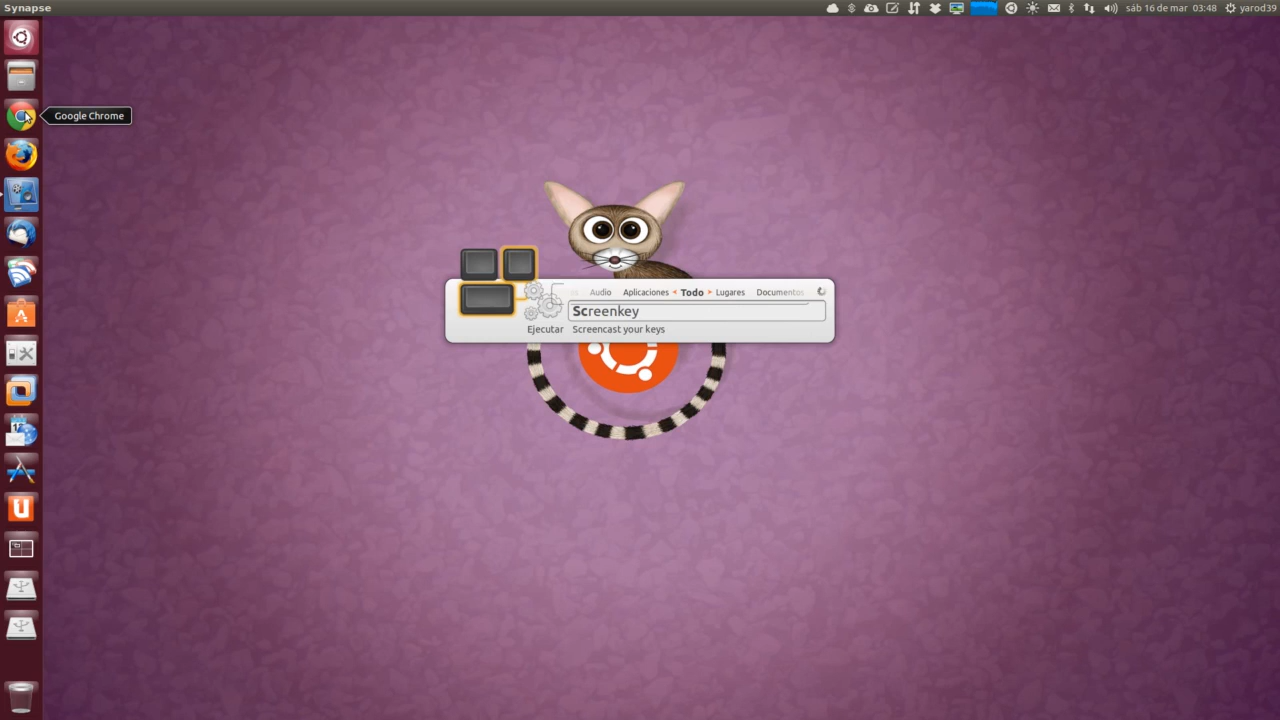 Synapse
sáb 16 de mar 03:48 yarod39
Google Chrome
Audio Aplicaciones Todo Lugares Documentos
Screenkey
Ejecutar Screencast your keys